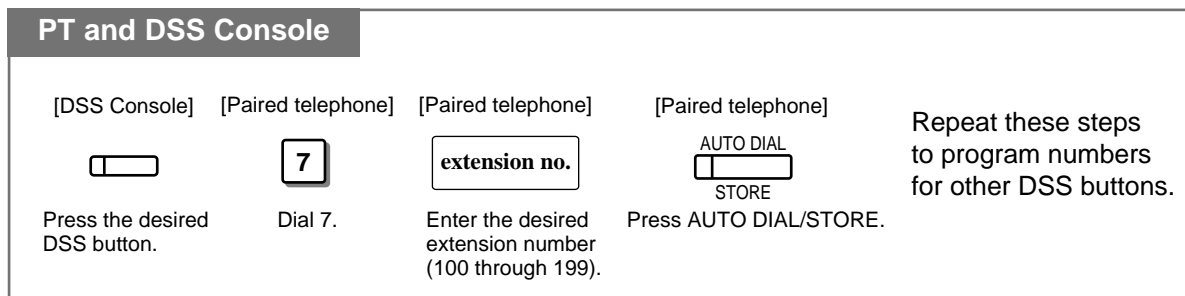 PT and DSS Console
[DSS Console]
[Paired telephone]
[Paired telephone]
[Paired telephone]
7
extension no.
AUTO DIAL
STORE
Press the desired
DSS button.
Dial 7.
Enter the desired
extension number
(100 through 199).
Press AUTO DIAL/STORE.
Repeat these steps
to program numbers
for other DSS buttons.